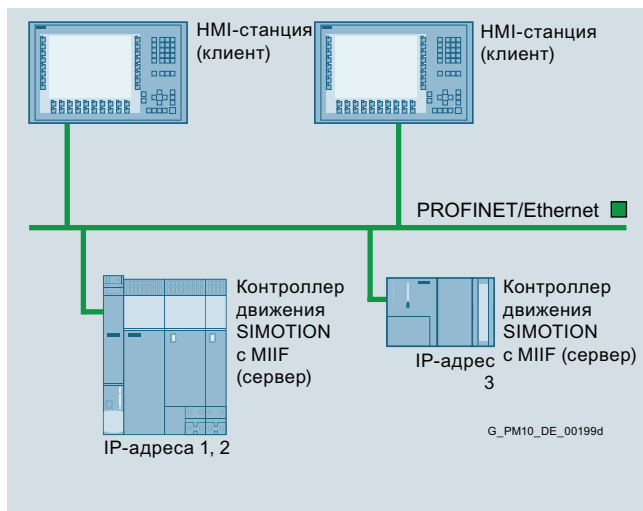 HMI-станция
(клиент)
HMI-станция
(клиент)
PROFINET/Ethernet
Контроллер
движения
SIMOTION
с MIIF
(сервер)
IP-адреса 1, 2
Контроллер
движения
SIMOTION
с MIIF (сервер)
IP-адрес
3
G_PM10_DE_00199d